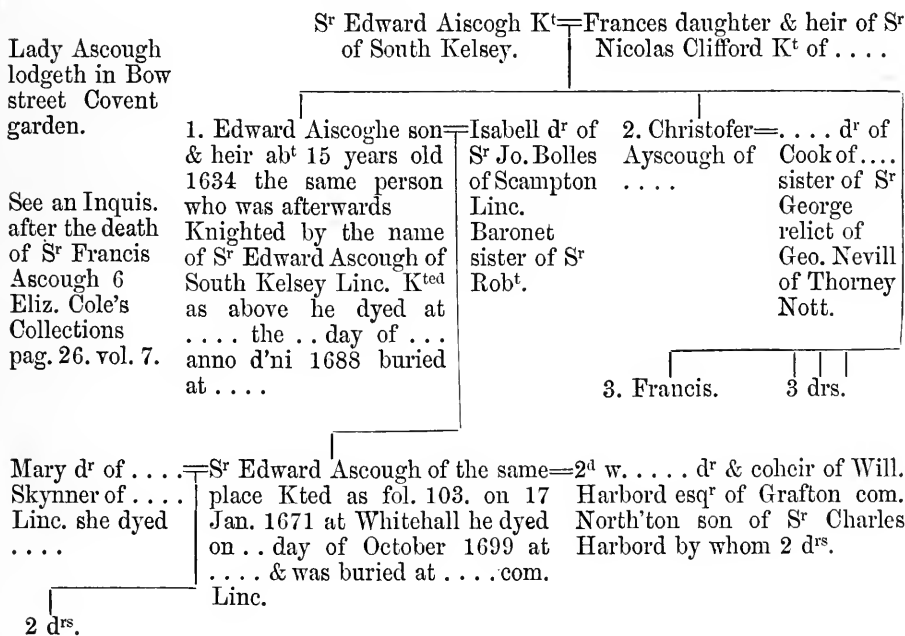 Sr Edward Aiscogh Kt=Frances daughter & heir of Sr
of South Kelsey. Nicolas Clifford Kt of . . . .
Lady Ascough
lodgeth in Bow
street Covent
garden.
See an Inquis.
after the death
of Sr Francis
Ascough 6
Eliz. Cole's
Collections
pag. 26. vol. 7.
1. Edward Aiscoghe son=
& heir abt 15 years old
1634 the same person
who was afterwards
Knighted by the name
of Sr Edward Ascough of
South Kelsey Linc. Kted
as above he dyed at
. . . . the . . day of . . .
anno d'ni 1688 buried
at . . . .
Isabell dr of
Sr Jo. Bolles
of Scampton
Linc.
Baronet
sister of Sr
Robt.
2. Christofer=
Ayscough of
. . . .
. . . . dr of
Cook of . . . .
sister of Sr
George
relict of
Geo. Nevill
of Thorney
Nott.
3. Francis. 3 drs.
Mary dr of . . . .=
Skynner of . . . .
Linc. she dyed
. . . .
Sr Edward Ascough of the same=
place Kted as fol. 103. on 17
Jan. 1671 at Whitehall he dyed
on . . day of October 1699 at
. . . . & was buried at . . . . com.
Linc.
2d w. . . . . dr & coheir of Will.
Harbord esqr of Grafton com.
North'ton son of Sr Charles
Harbord by whom 2 drs.
2 drs.